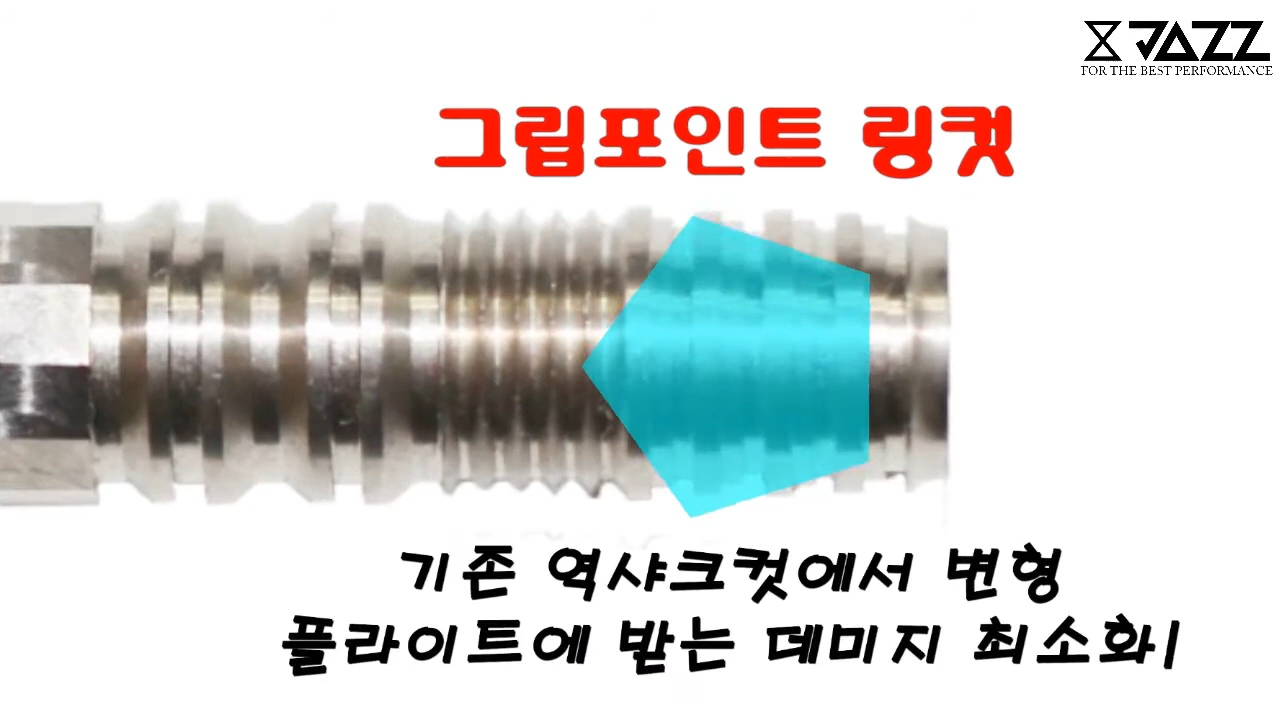 JAZZ
FOR THE BEST PERFORMANCE
그립포인트 링컷
기존 역샤크컷에서 변형
플라이트에 받는 데미지 최소화!